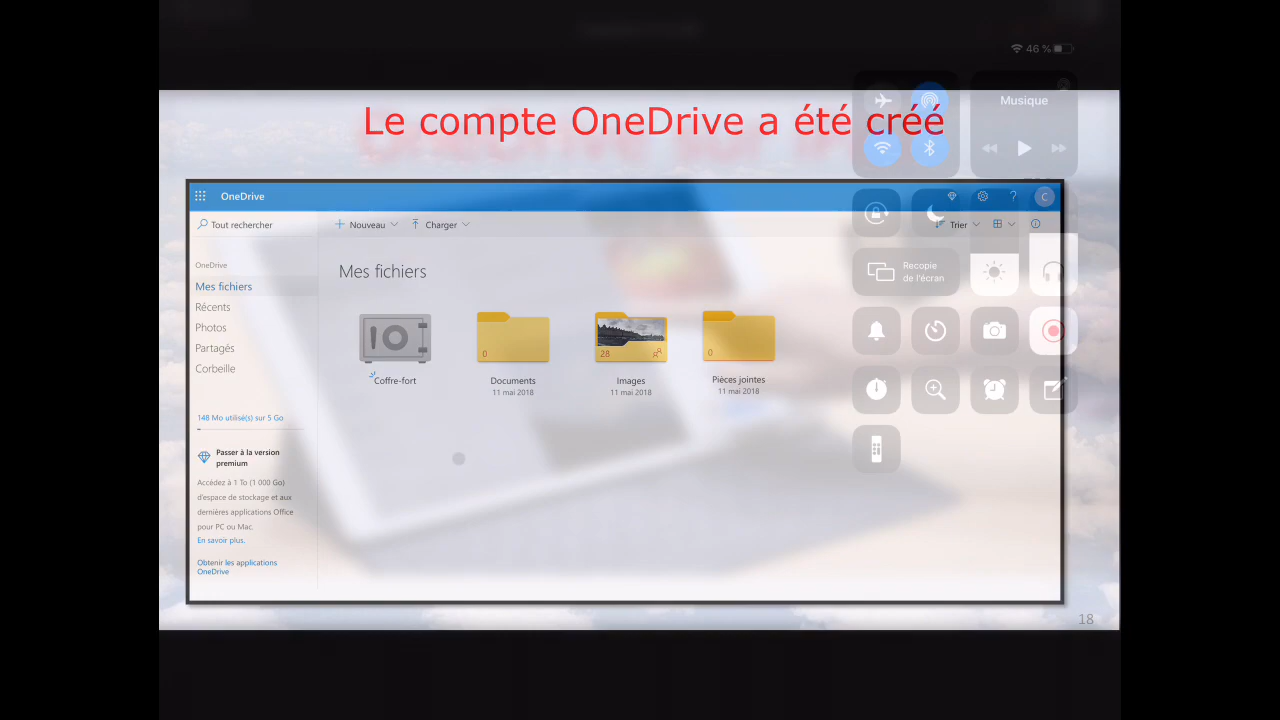 46 %
Le compte OneDrive a été créé
Musique
OneDrive
C
Tout rechercher
Nouveau
Charger
Trier
OneDrive
Mes fichiers
Mes fichiers
Récents
Photos
Partagés
Corbeille
Recopie
de l'écran
0
28
0
Coffre-fort
Documents
Images
Pièces jointes
11 mai 2018
11 mai 2018
11 mai 2018
148 Mo utilisé(s) sur 5 Go
Passer à la version
premium
Accédez à 1 To (1 000 Go)
d'espace de stockage et aux
dernières applications Office
pour PC ou Mac.
En savoir plus.
Obtenir les applications
OneDrive
18